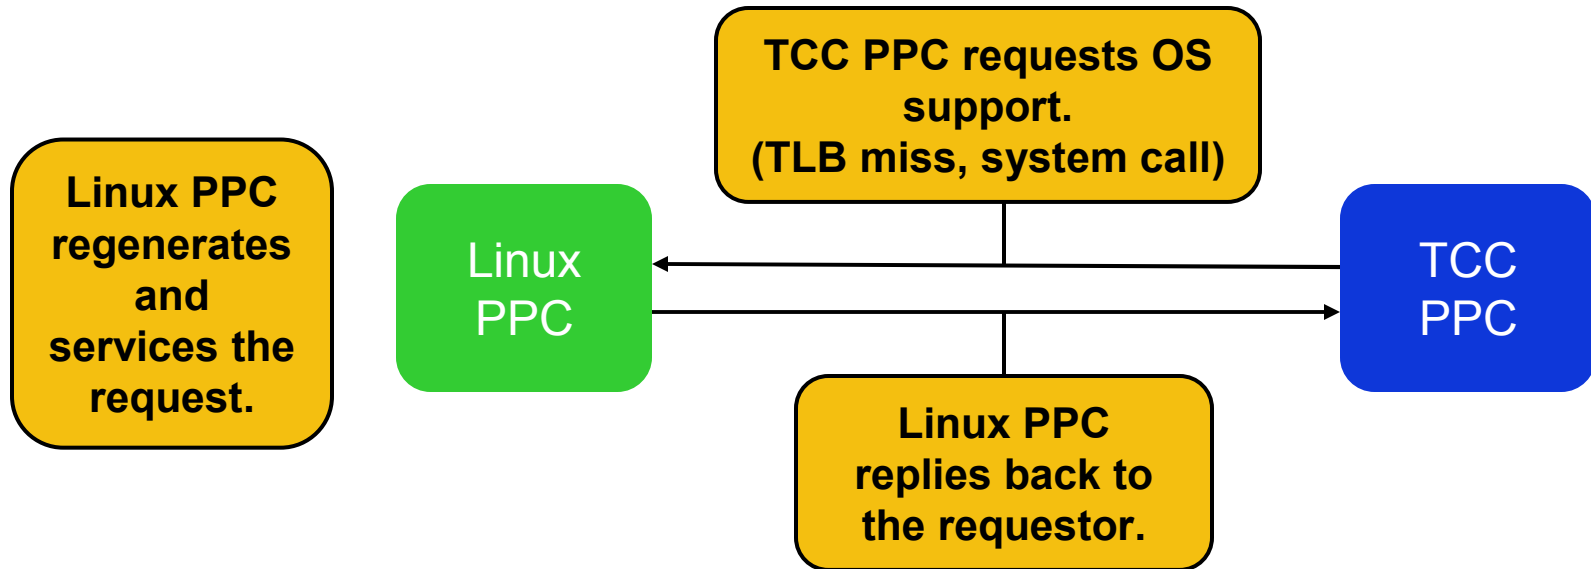 TCC PPC requests OS
support.
(TLB miss, system call)
Linux PPC
regenerates
and
services the
request.
Linux
PPC
TCC
PPC
Linux PPC
replies back to
the requestor.